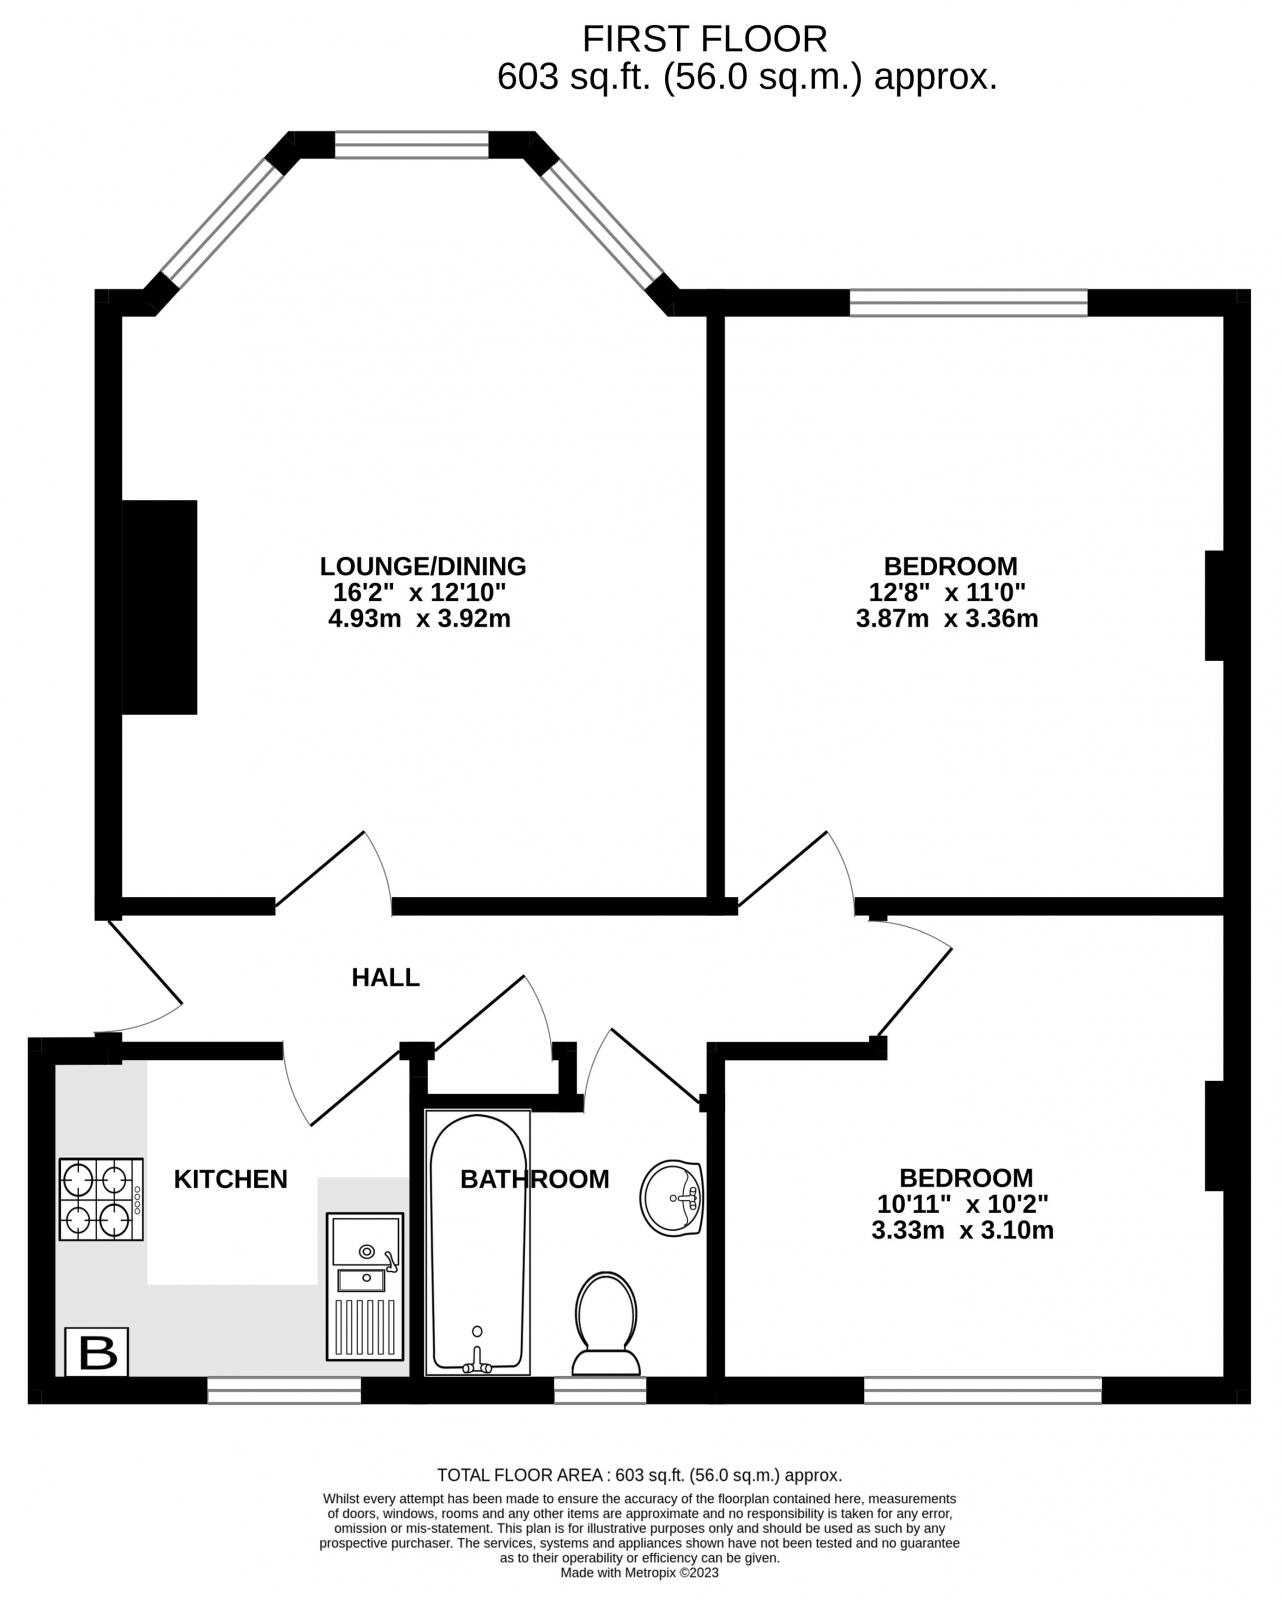 FIRST FLOOR
603 sq.ft. (56.0 sq.m.) approx.
LOUNGE/DINING
16'2" x 12'10"
4.93m x 3.92m
BEDROOM
12'8" x 11'0"
3.87m x 3.36m
HALL
KITCHEN
BATHROOM
BEDROOM
10'11" x 10'2"
3.33m x 3.10m
B
TOTAL FLOOR AREA : 603 sq.ft. (56.0 sq.m.) approx.
Whilst every attempt has been made to ensure the accuracy of the floorplan contained here, measurements
of doors, windows, rooms and any other items are approximate and no responsibility is taken for any error,
omission or mis-statement. This plan is for illustrative purposes only and should be used as such by any
prospective purchaser. The services, systems and appliances shown have not been tested and no guarantee
as to their operability or efficiency can be given.
Made with Metropix ©2023